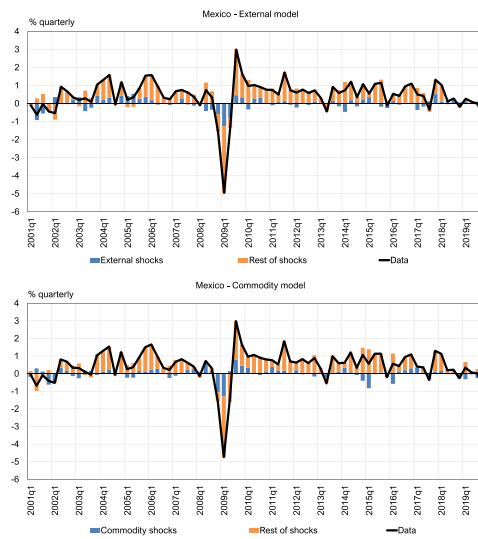 Mexico - External model
% quarterly
4
3
2
1
0
-1
-2
-3
-4
-5
-6
2001q1 2002q1 2003q1 2004q1 2005q1 2006q1 2007q1 2008q1 2009q1 2010q1 2011q1 2012q1 2013q1 2014q1 2015q1 2016q1 2017q1 2018q1 2019q1
External shocks Rest of shocks Data
Mexico - Commodity model
% quarterly
4
3
2
1
0
-1
-2
-3
-4
-5
-6
2001q1 2002q1 2003q1 2004q1 2005q1 2006q1 2007q1 2008q1 2009q1 2010q1 2011q1 2012q1 2013q1 2014q1 2015q1 2016q1 2017q1 2018q1 2019q1
Commodity shocks Rest of shocks Data